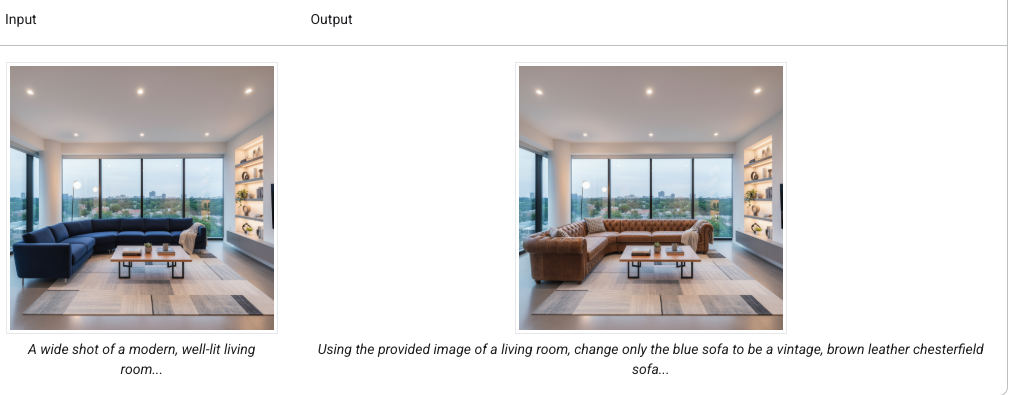 Input
Output
A wide shot of a modern, well-lit living
room...
Using the provided image of a living room, change only the blue sofa to be a vintage, brown leather chesterfield
sofa...